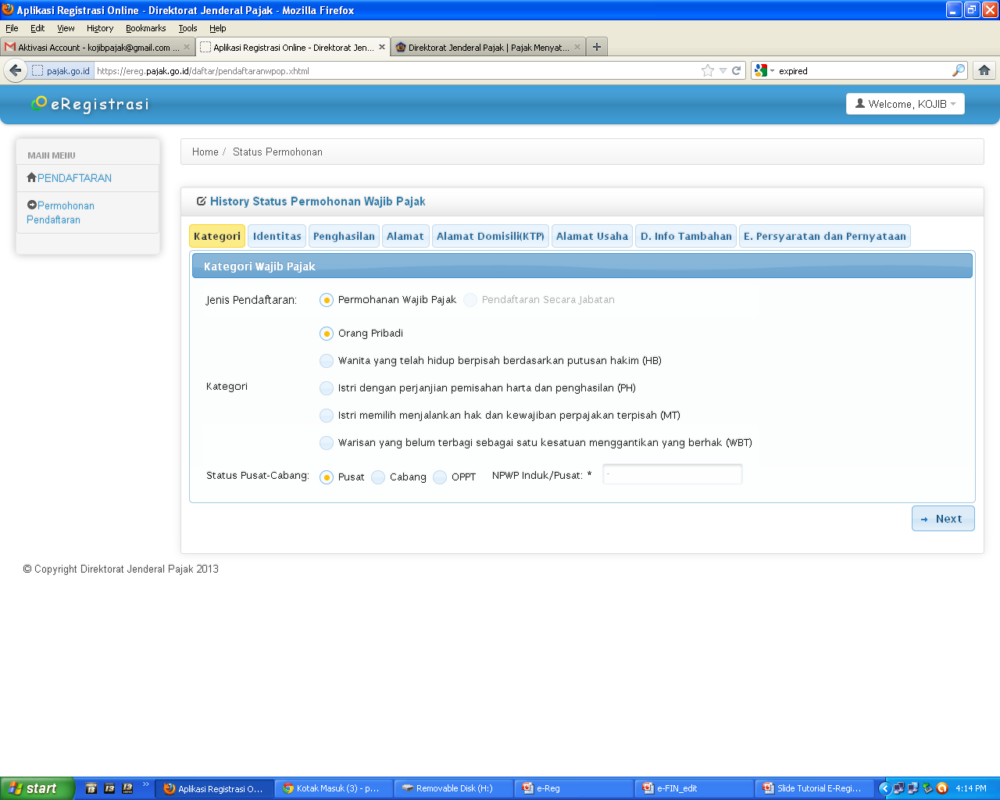 Aplikasi Registrasi Online - Direktorat Jenderal Pajak - Mozilla Firefox
File Edit View History Bookmarks Tools Help
Aktivasi Account - kojibpajak@gmail.com ...
Aplikasi Registrasi Online - Direktorat Jen...
Direktorat Jenderal Pajak | Pajak Menyat...
pajak.go.id https://ereg.pajak.go.id/daftar/pendaftaranwpop.xhtml
expired
eRegistrasi
Welcome, KOJIB
MAIN MENU
PENDAFTARAN
Permohonan
Pendaftaran
Home / Status Permohonan
History Status Permohonan Wajib Pajak
Kategori Identitas Penghasilan Alamat Alamat Domisili(KTP) Alamat Usaha D. Info Tambahan E. Persyaratan dan Pernyataan
Kategori Wajib Pajak
Jenis Pendaftaran: Permohanan Wajib Pajak Pendaftaran Secara Jabatan
Orang Pribadi
Wanita yang telah hidup berpisah berdasarkan putusan hakim (HB)
Kategori
Istri dengan perjanjian pemisahan harta dan penghasilan (PH)
Istri memilih menjalankan hak dan kewajiban perpajakan terpisah (MT)
Warisan yang belum terbagi sebagai satu kesatuan menggantikan yang berhak (WBT)
Status Pusat-Cabang: Pusat Cabang OPPT NPWP Induk/Pusat: * -
Next
© Copyright Direktorat Jenderal Pajak 2013
start
Aplikasi Registrasi O...
Kotak Masuk (3) - p...
Removable Disk (H:)
e-Reg
e-FIN_edit
Slide Tutorial E-Regi...
4:14 PM